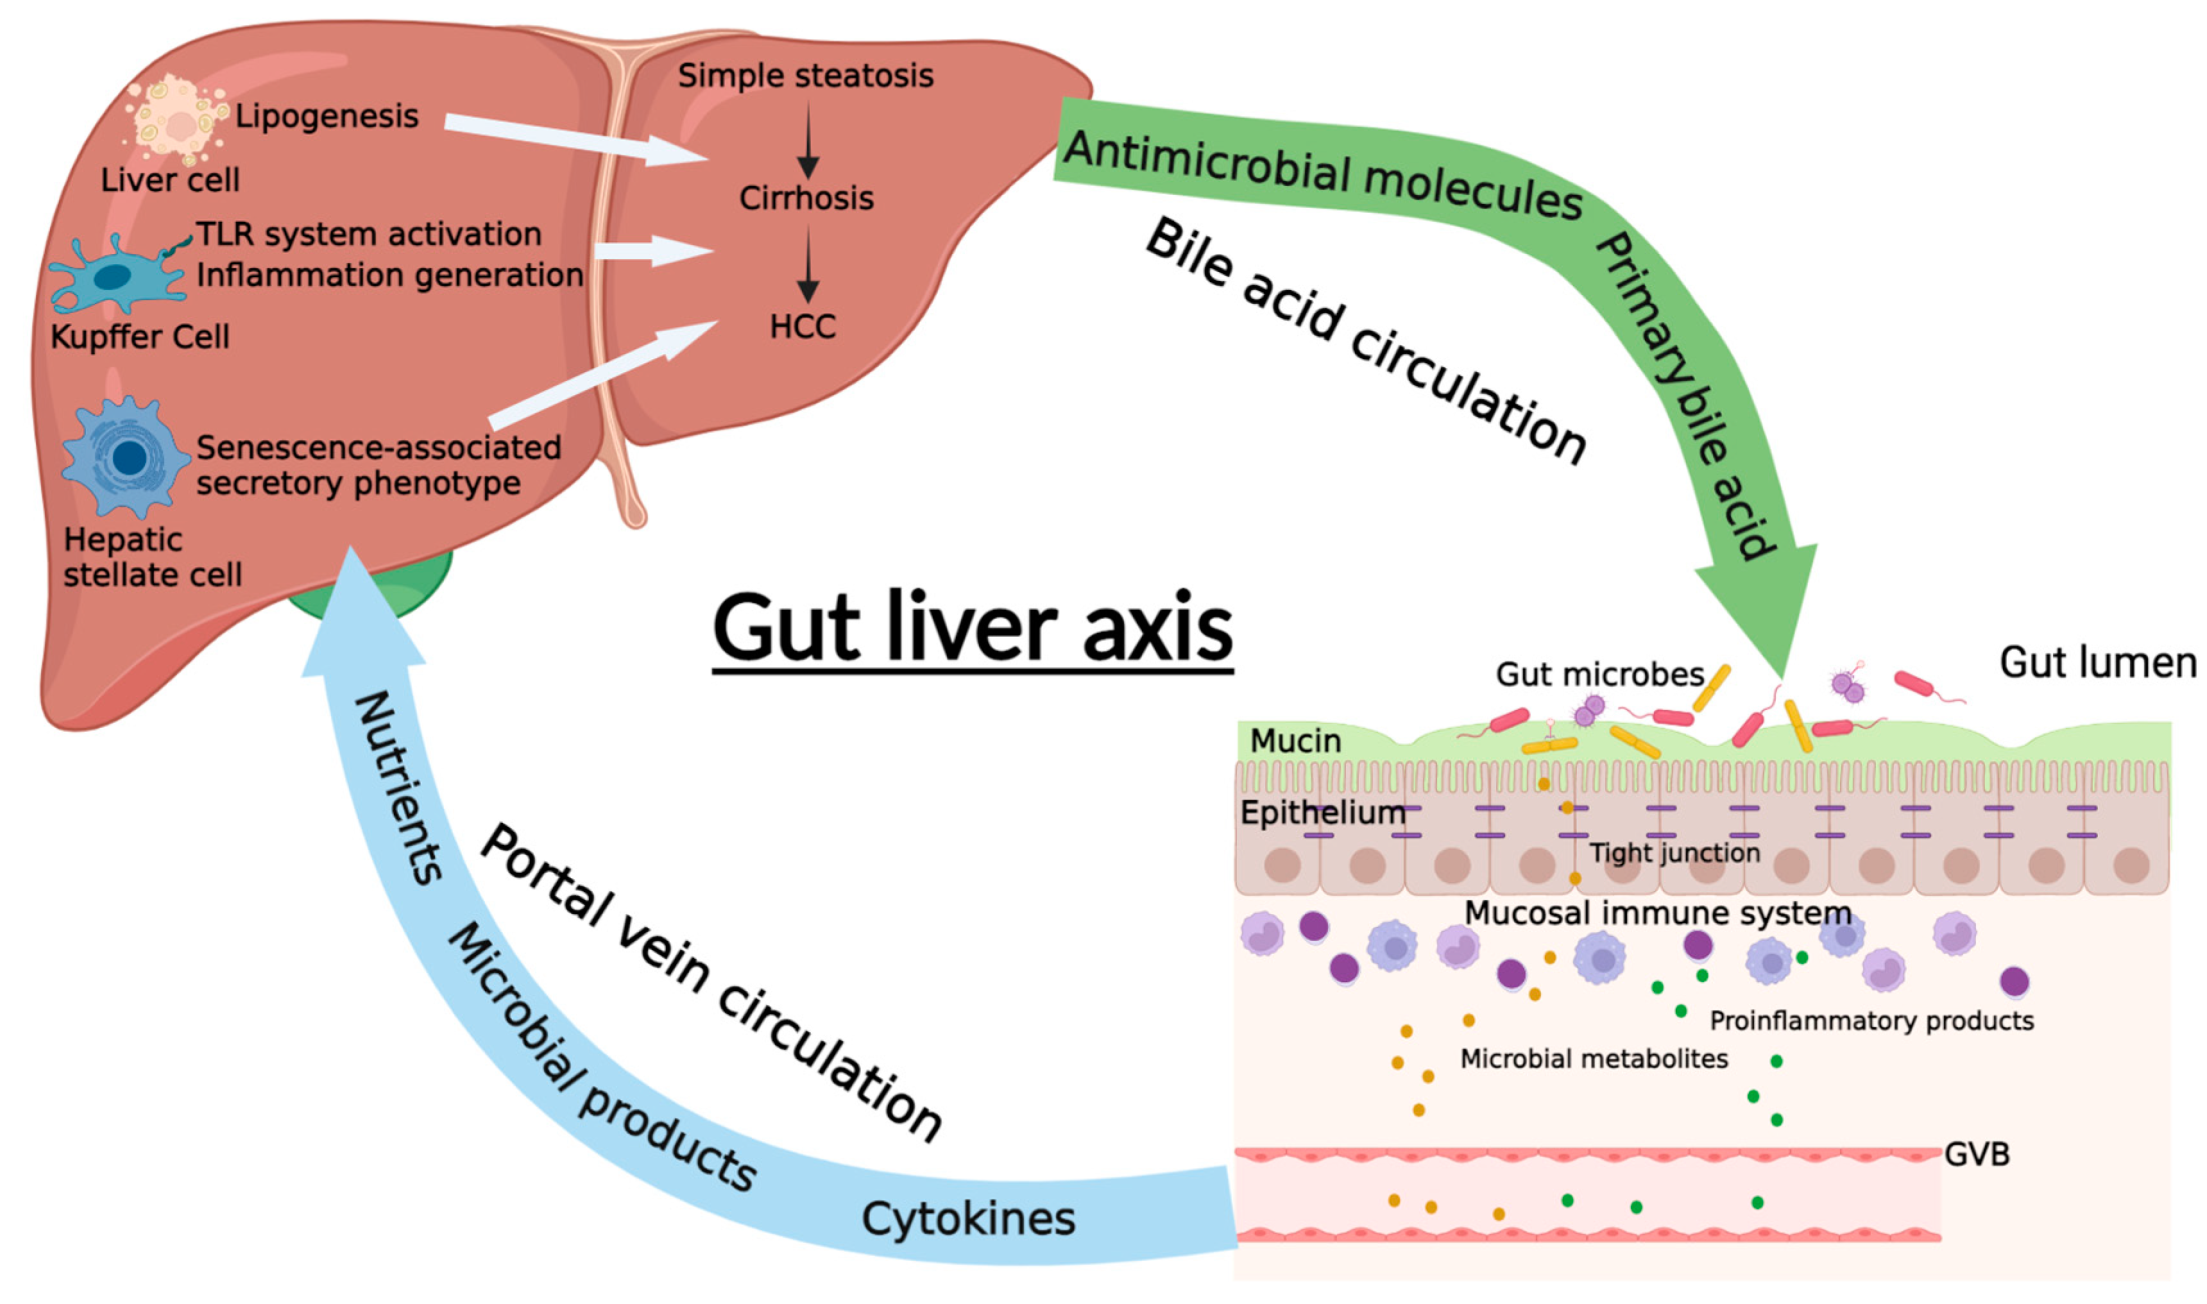 Simple steatosis
Lipogenesis
Liver cell
Cirrhosis
TLR system activation
Inflammation generation
Kupffer Cell
HCC
Senescence-associated
secretory phenotype
Hepatic
stellate cell
Antimicrobial molecules
Primary bile acid
Bile acid circulation
Gut liver axis
Gut microbes
Gut lumen
Mucin
Epithelium
Tight junction
Mucosal immune system
Proinflammatory products
Microbial metabolites
GVB
Nutrients
Microbial products
Cytokines
Portal vein circulation